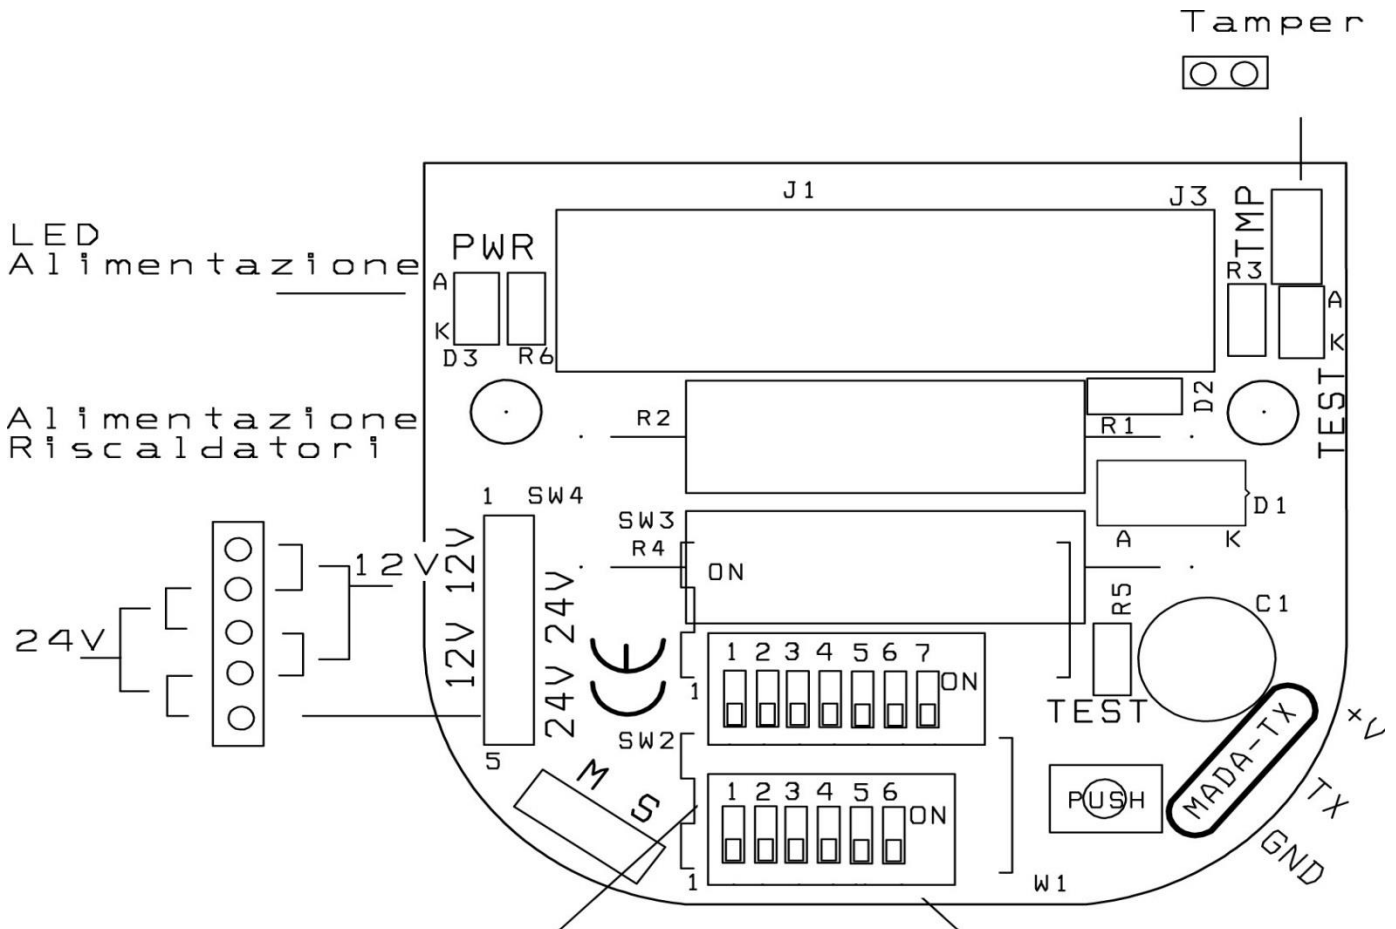 Tamper
J1
J3
TMP
LED
Alimentazione
PWR
A
K
D3
R6
R3
A
K
TEST
Alimentazione
Riscaldatori
R2
D2
R1
1
SW4
D1
A
K
SW3
R4
ON
12V
12V
12V
24V
24V
24V
R5
C1
1 2 3 4 5 6 7
ON
1
TEST
5
SW2
M S
1 2 3 4 5 6
ON
1
PUSH
MADA-TX
+V
TX
GND
W1